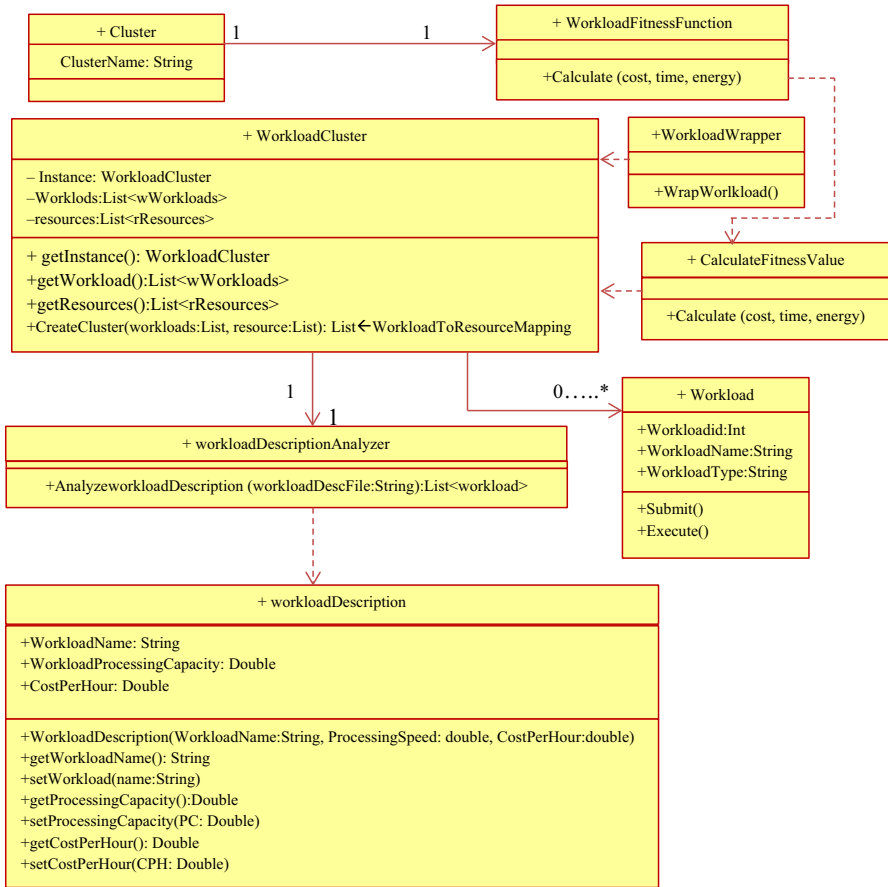 + Cluster
ClusterName: String
1
1
+ WorkloadFitnessFunction
+Calculate (cost, time, energy)
+ WorkloadCluster
– Instance: WorkloadCluster
–Worklods:List<wWorkloads>
–resources:List<rResources>
+ getInstance(): WorkloadCluster
+getWorkload():List<wWorkloads>
+getResources():List<rResources>
+CreateCluster(workloads:List, resource:List): List←WorkloadToResourceMapping
+WorkloadWrapper
+WrapWorlkload()
+ CalculateFitnessValue
+Calculate (cost, time, energy)
1
1
0…..*
+ Workload
+Workloadid:Int
+WorkloadName:String
+WorkloadType:String
+Submit()
+Execute()
+ workloadDescriptionAnalyzer
+AnalyzeworkloadDescription (workloadDescFile:String):List<workload>
+ workloadDescription
+WorkloadName: String
+WorkloadProcessingCapacity: Double
+CostPerHour: Double
+WorkloadDescription(WorkloadName:String, ProcessingSpeed: double, CostPerHour:double)
+getWorkloadName(): String
+setWorkload(name:String)
+getProcessingCapacity():Double
+setProcessingCapacity(PC: Double)
+getCostPerHour(): Double
+setCostPerHour(CPH: Double)